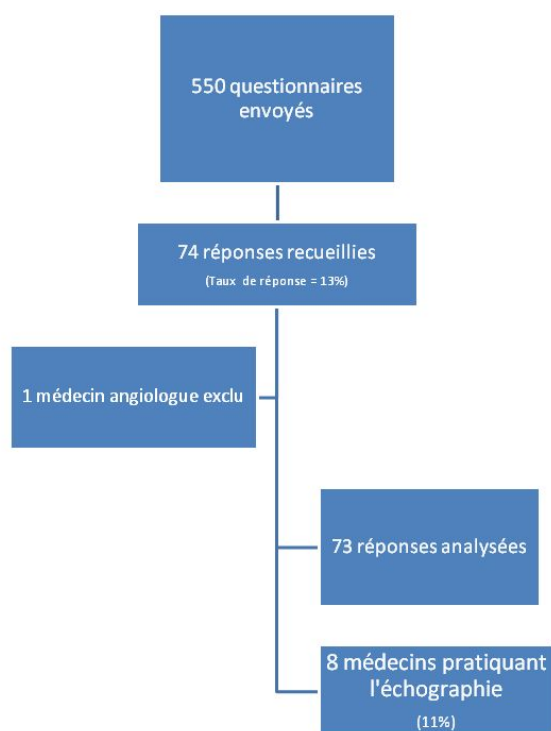 550 questionnaires
envoyés
74 réponses recueillies
(Taux de réponse = 13%)
1 médecin angiologue exclu
73 réponses analysées
8 médecins pratiquant
l'échographie
(11%)